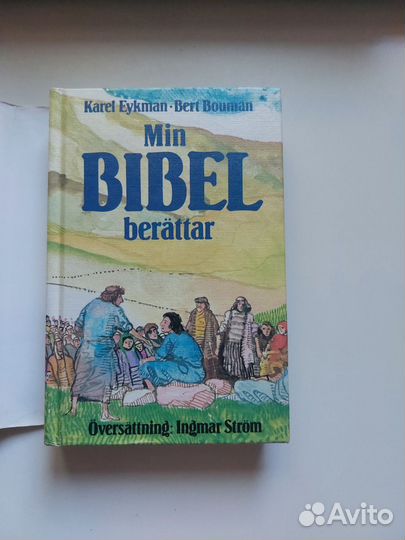 Karel Eykman · Bert Bouman
Min
BIBEL
berättar
Översättning: Ingmar Ström
Avito